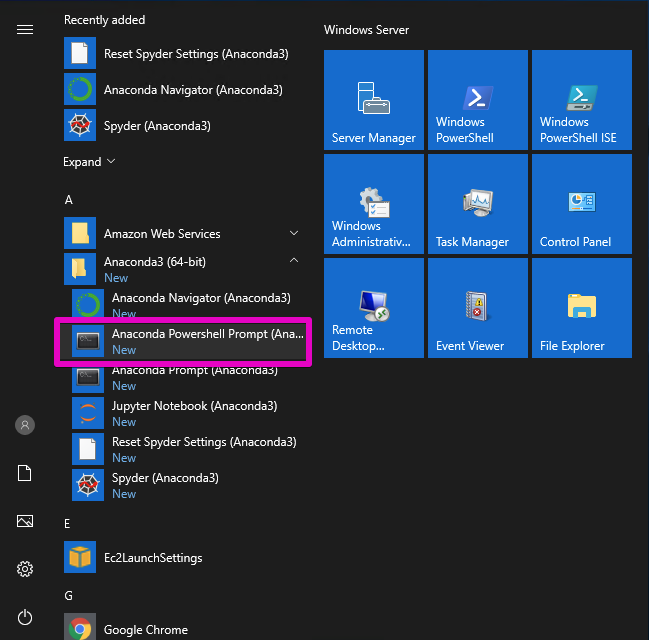 Recently added
Reset Spyder Settings (Anaconda3)
Anaconda Navigator (Anaconda3)
Spyder (Anaconda3)
Expand
A
Amazon Web Services
Anaconda3 (64-bit)
New
Anaconda Navigator (Anaconda3)
New
Anaconda Powershell Prompt (Ana...
New
Anaconda Prompt (Anaconda3)
New
Jupyter Notebook (Anaconda3)
New
Reset Spyder Settings (Anaconda3)
New
Spyder (Anaconda3)
New
E
Ec2LaunchSettings
G
Google Chrome
Windows Server
Server Manager
Windows
PowerShell
Windows
PowerShell ISE
Windows
Administrativ...
Task Manager
Control Panel
Remote
Desktop...
Event Viewer
File Explorer